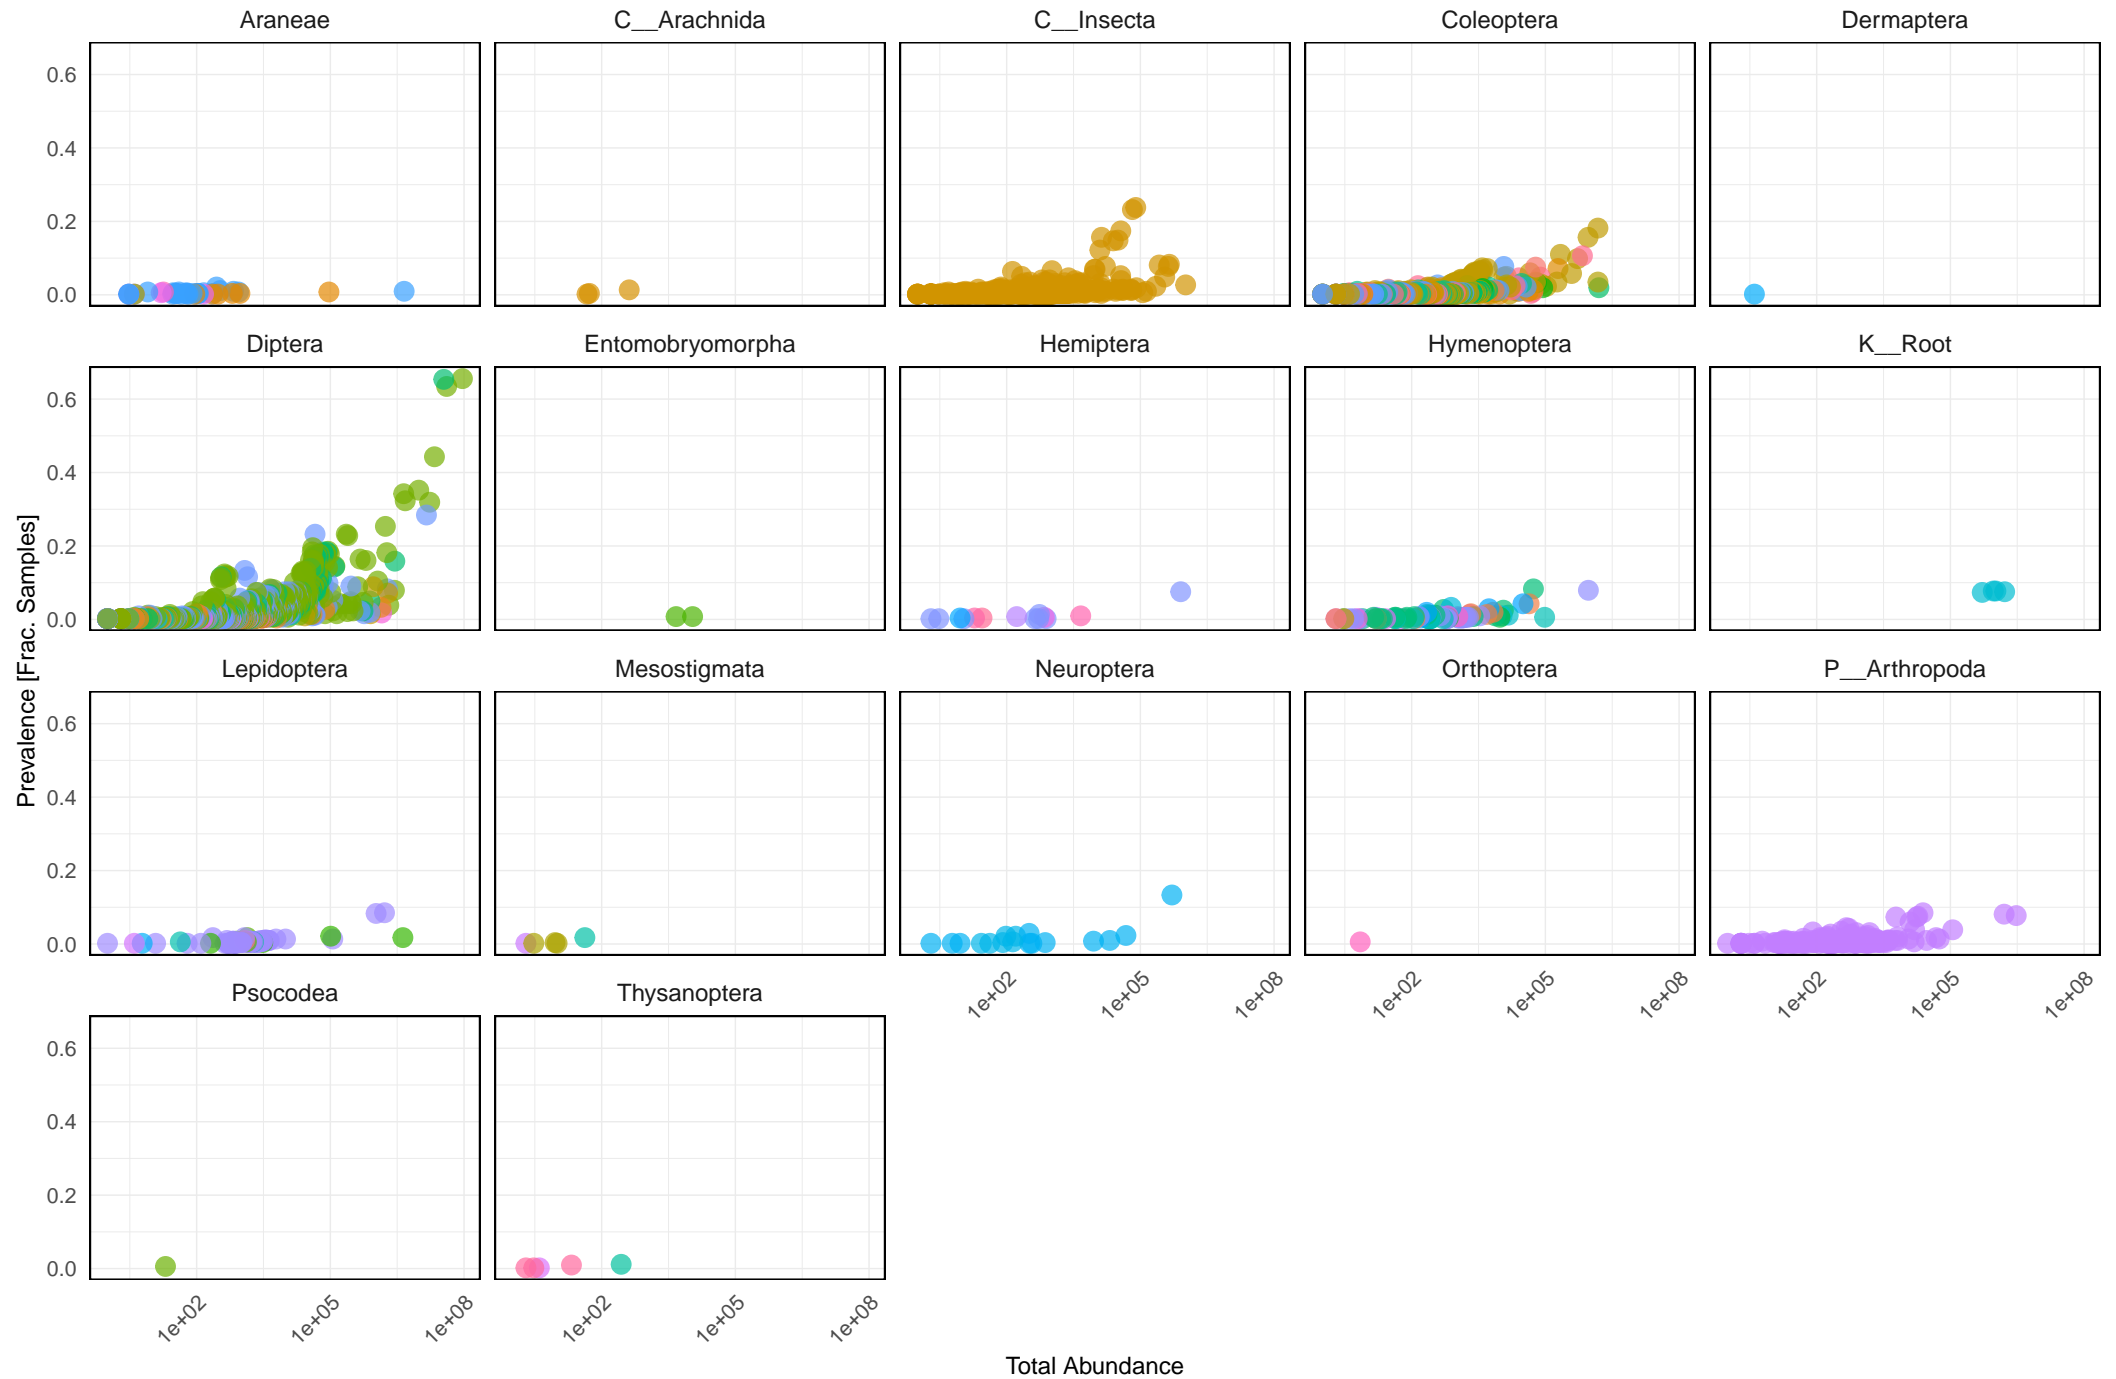 Araneae
C__Arachnida
C__Insecta
Coleoptera
Dermaptera
0.6
0.4
0.2
0.0
Diptera
Entomobryomorpha
Hemiptera
Hymenoptera
K__Root
0.6
0.4
0.2
0.0
Prevalence [Frac. Samples]
Lepidoptera
Mesostigmata
Neuroptera
Orthoptera
P__Arthropoda
0.6
0.4
0.2
0.0
1e+02
1e+05
1e+08
1e+02
1e+05
1e+08
1e+02
1e+05
1e+08
Psocodea
Thysanoptera
0.6
0.4
0.2
0.0
1e+02
1e+05
1e+08
1e+02
1e+05
1e+08
Total Abundance